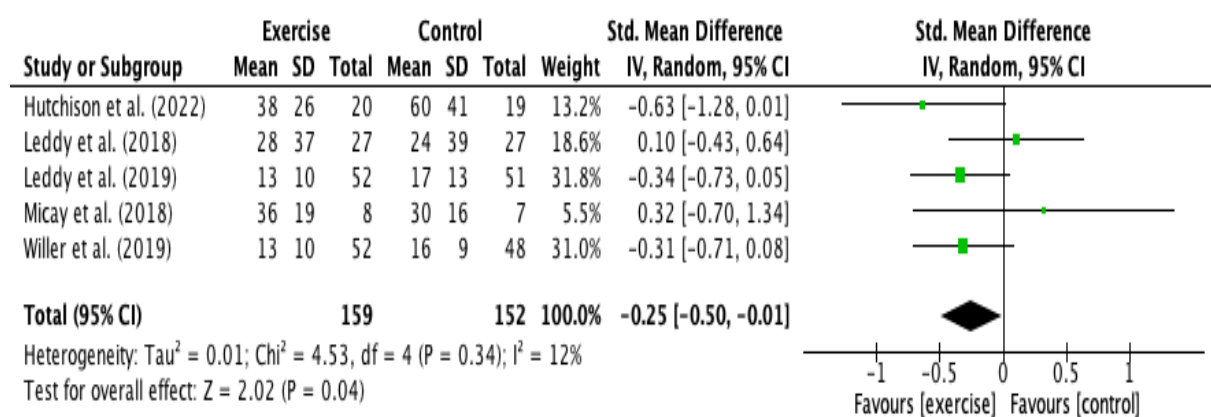 Exercise Control Std. Mean Difference Std. Mean Difference
Study or Subgroup Mean SD Total Mean SD Total Weight IV, Random, 95% CI IV, Random, 95% CI
Hutchison et al. (2022) 38 26 20 60 41 19 13.2% −0.63 [−1.28, 0.01]
Leddy et al. (2018) 28 37 27 24 39 27 18.6% 0.10 [−0.43, 0.64]
Leddy et al. (2019) 13 10 52 17 13 51 31.8% −0.34 [−0.73, 0.05]
Micay et al. (2018) 36 19 8 30 16 7 5.5% 0.32 [−0.70, 1.34]
Willer et al. (2019) 13 10 52 16 9 48 31.0% −0.31 [−0.71, 0.08]
Total (95% CI) 159 152 100.0% −0.25 [−0.50, −0.01]
Heterogeneity: Tau² = 0.01; Chi² = 4.53, df = 4 (P = 0.34); I² = 12%
Test for overall effect: Z = 2.02 (P = 0.04)
−1 −0.5 0 0.5 1
Favours [exercise] Favours [control]